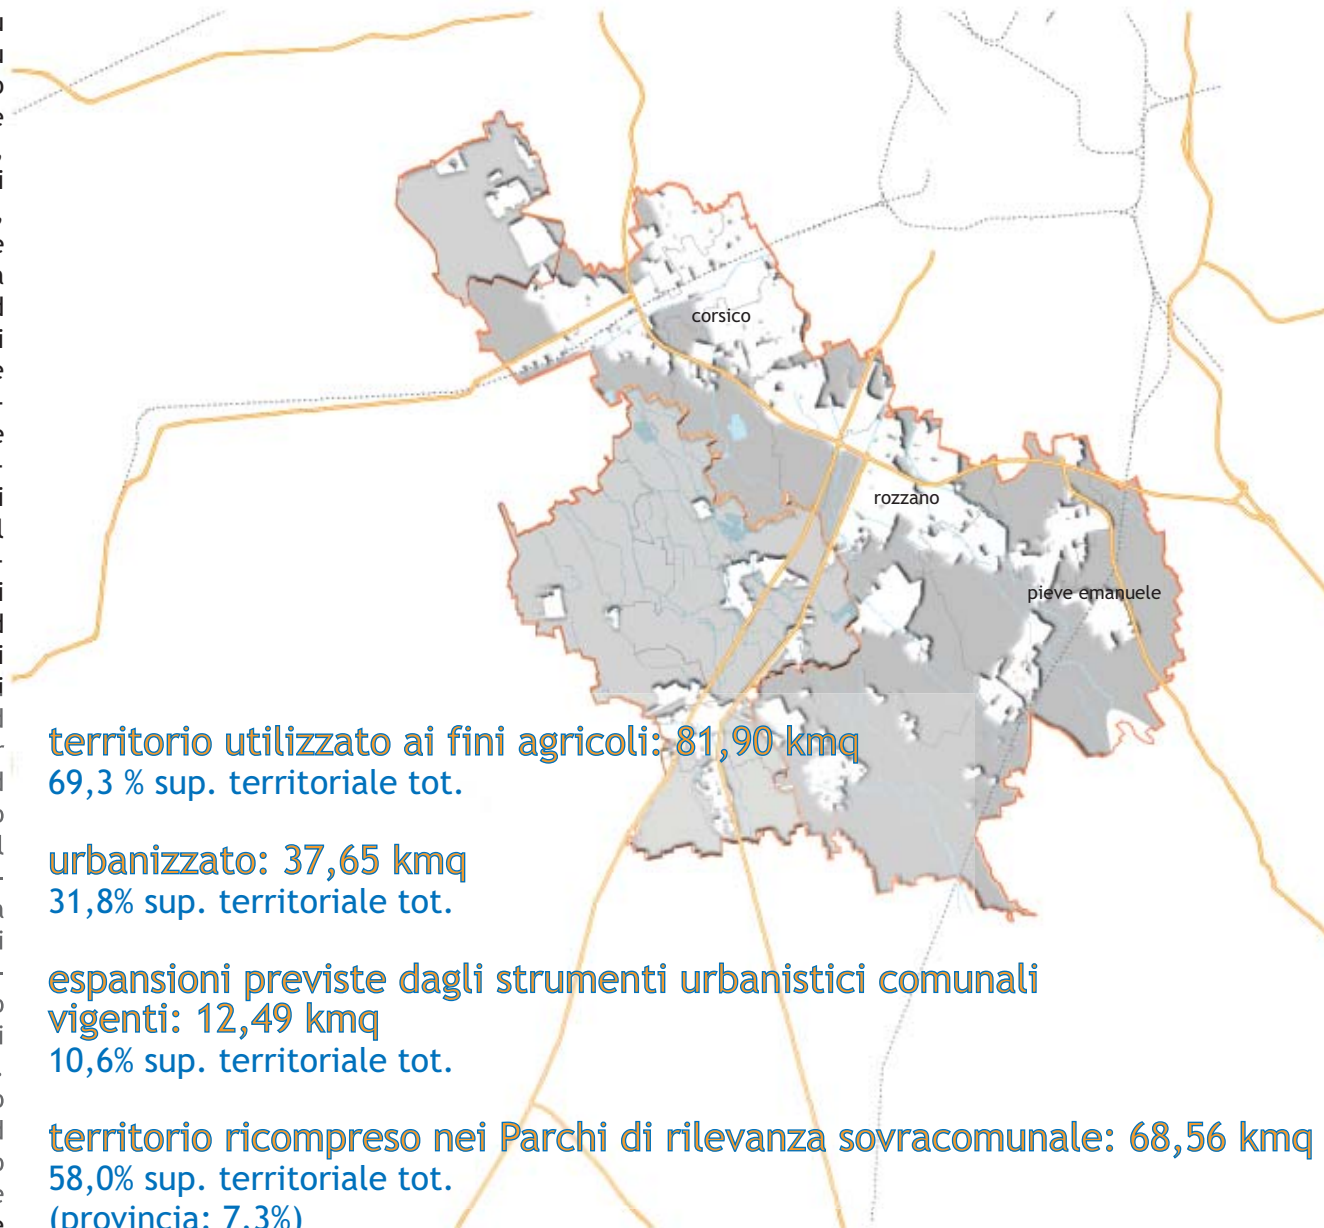 corsico
rozzano
pieve emanuele
territorio utilizzato ai fini agricoli: 81,90 kmq
69,3 % sup. territoriale tot.
urbanizzato: 37,65 kmq
31,8% sup. territoriale tot.
espansioni previste dagli strumenti urbanistici comunali
vigenti: 12,49 kmq
10,6% sup. territoriale tot.
territorio ricompreso nei Parchi di rilevanza sovracomunale: 68,56 kmq
58,0% sup. territoriale tot.
(provincia: 7,3%)